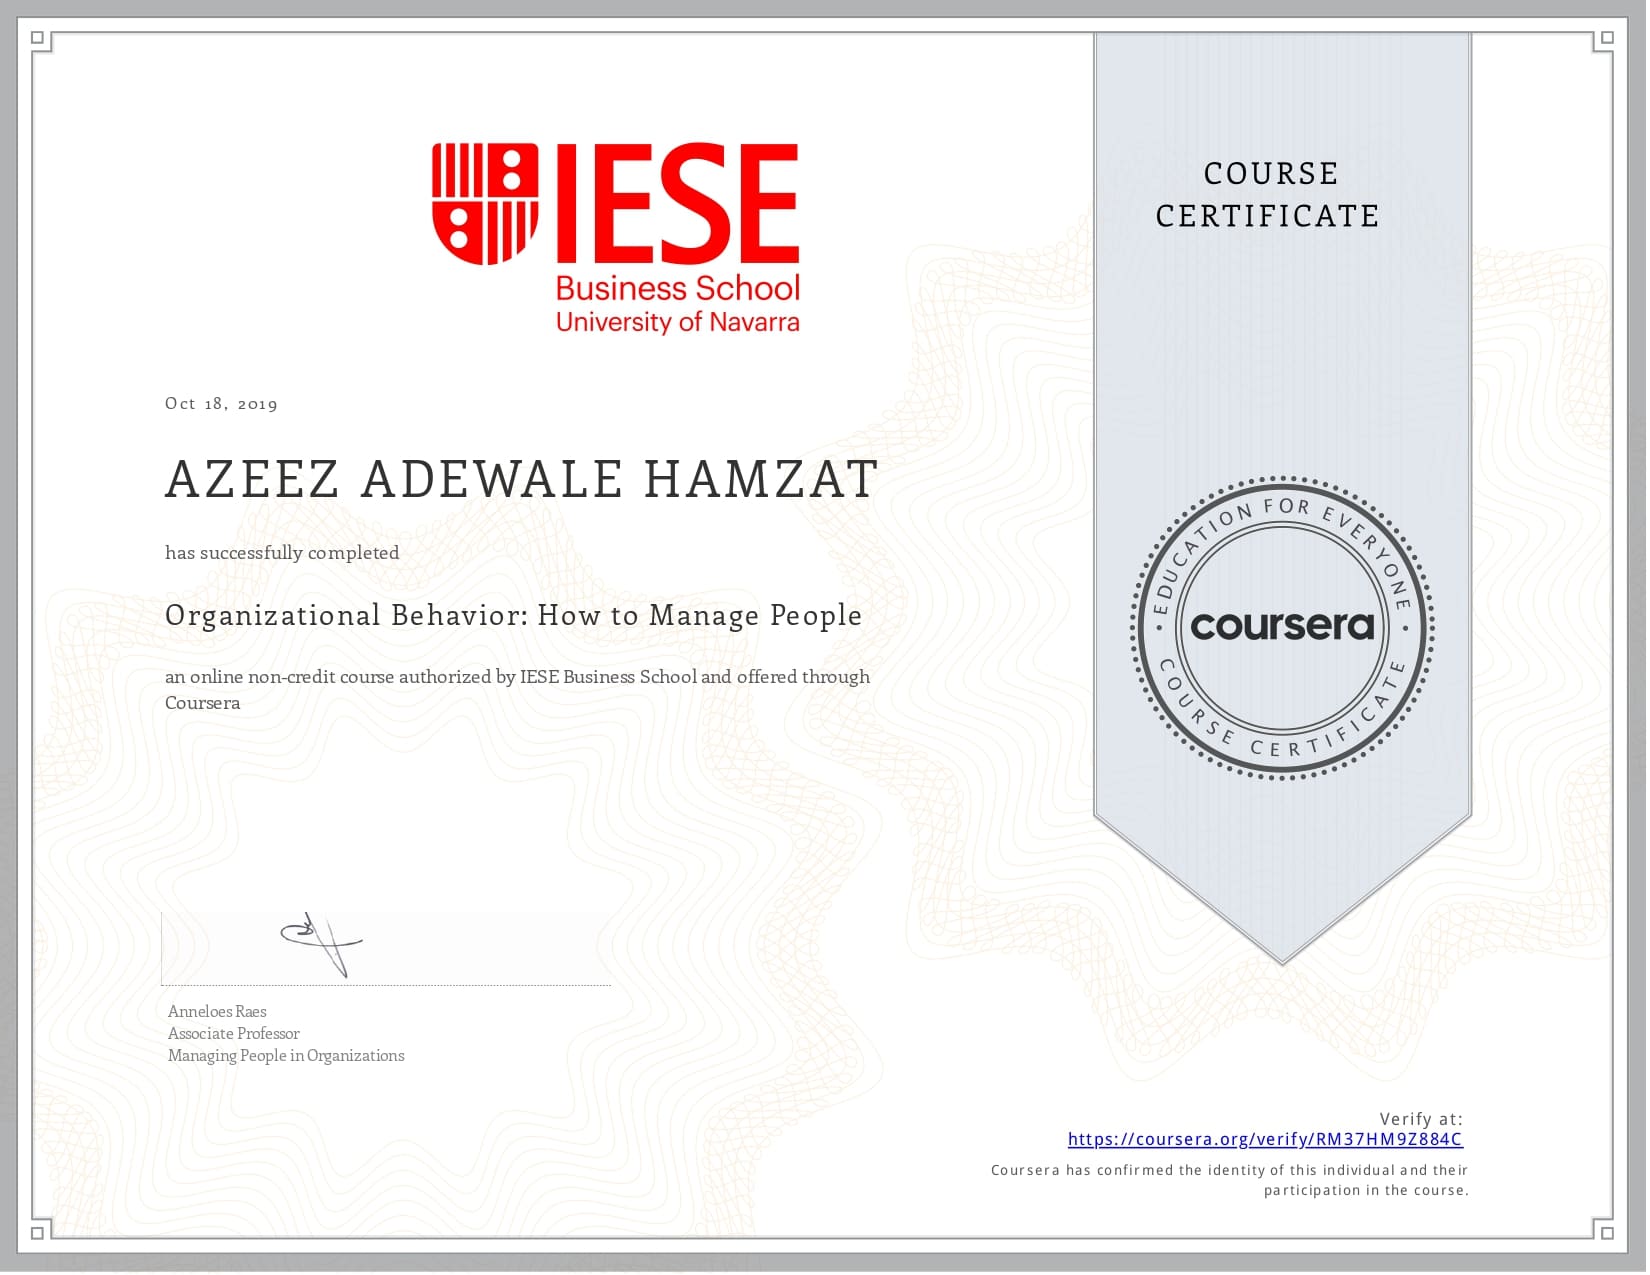 IESE
Business School
University of Navarra
COURSE
CERTIFICATE
Oct 18, 2019
AZEEZ ADEWALE HAMZAT
has successfully completed
Organizational Behavior: How to Manage People
an online non-credit course authorized by IESE Business School and offered through
Coursera
EDUCATION FOR EVERYONE
coursera
COURSE CERTIFICATE
Anneloes Raes
Associate Professor
Managing People in Organizations
Verify at:
https://coursera.org/verify/RM37HM9Z884C
Coursera has confirmed the identity of this individual and their
participation in the course.